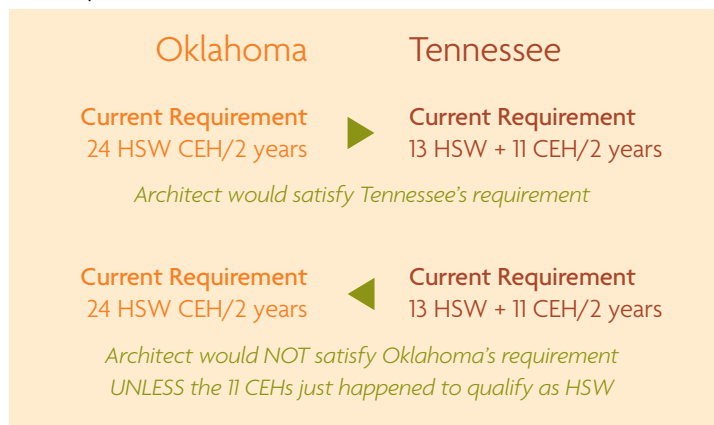 Oklahoma Tennessee
Current Requirement Current Requirement
24 HSW CEH/2 years 13 HSW + 11 CEH/2 years
Architect would satisfy Tennessee's requirement
Current Requirement Current Requirement
24 HSW CEH/2 years 13 HSW + 11 CEH/2 years
Architect would NOT satisfy Oklahoma's requirement
UNLESS the 11 CEHs just happened to qualify as HSW